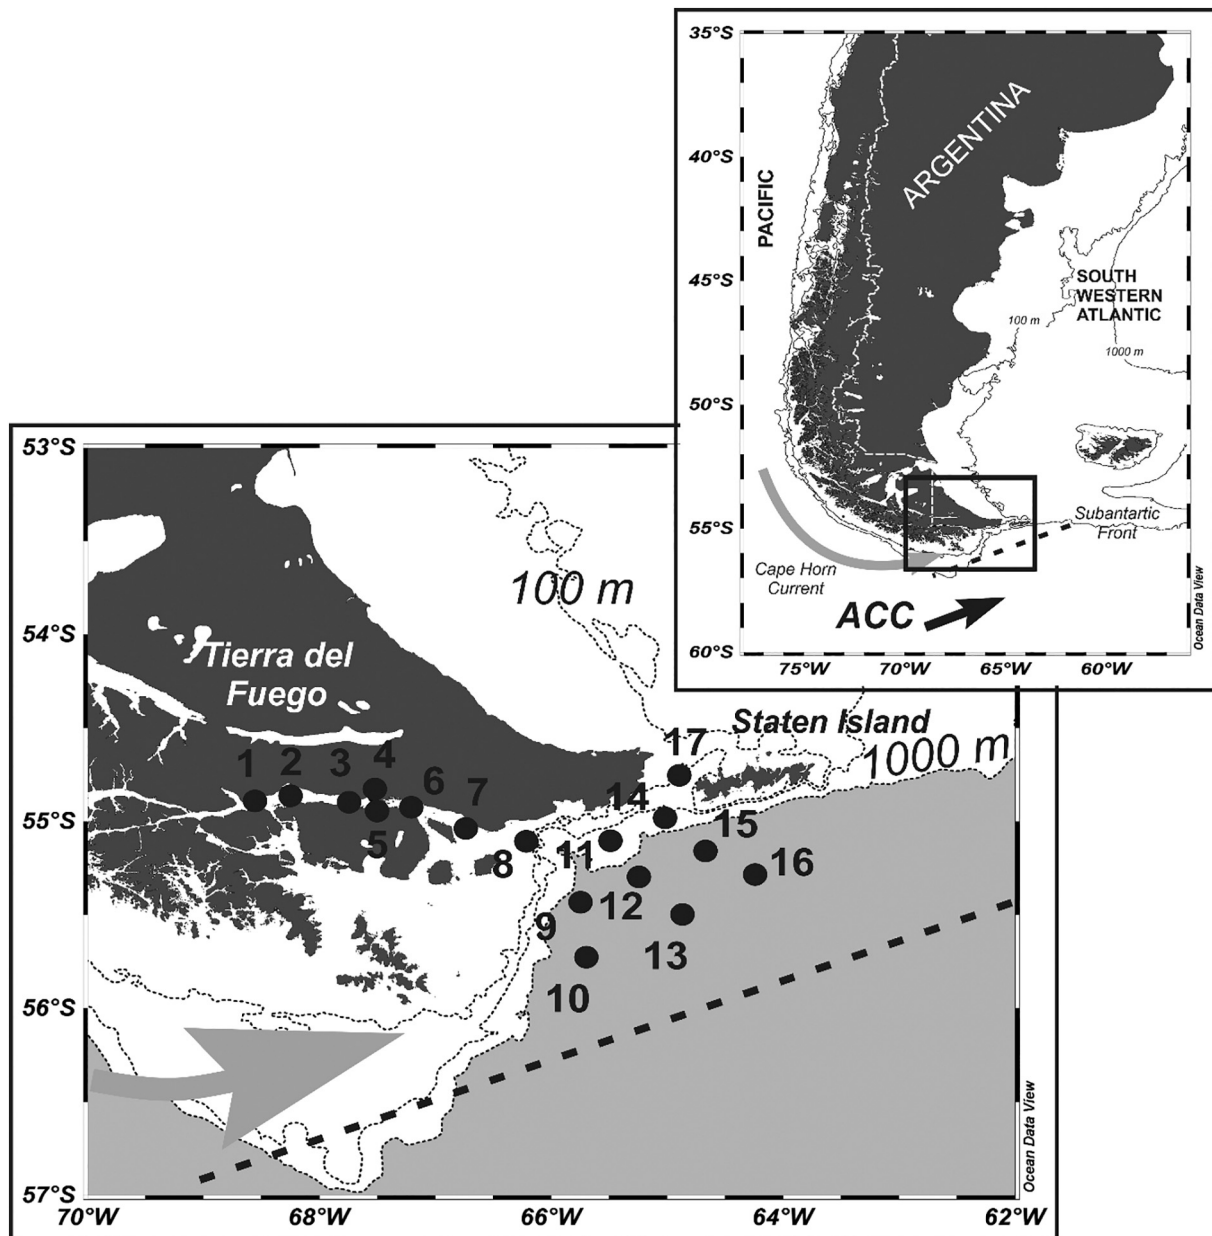 35°S
40°S
45°S
50°S
55°S
60°S
75°W
70°W
65°W
60°W
PACIFIC
ARGENTINA
SOUTH
WESTERN
ATLANTIC
100 m
1000 m
Subantartic
Front
Cape Horn
Current
ACC
Ocean Data View
53°S
54°S
55°S
56°S
57°S
70°W
68°W
66°W
64°W
62°W
100 m
Tierra del
Fuego
Staten Island
1000 m
1
2
3
4
5
6
7
8
9
10
11
12
13
14
15
16
17
Ocean Data View